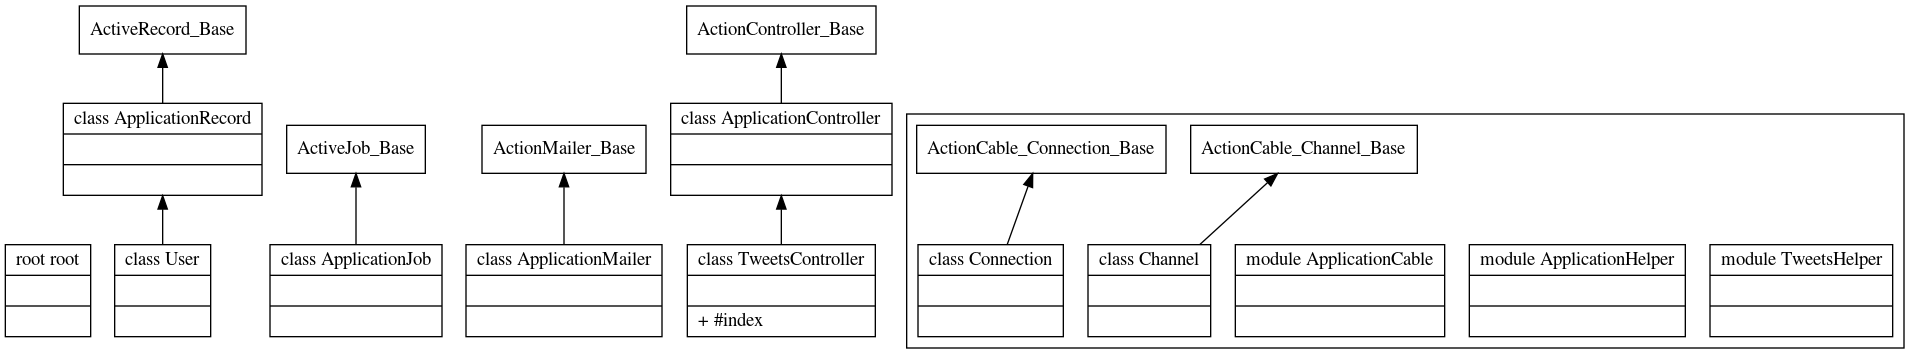 ActiveRecord_Base
ActionController_Base
class ApplicationRecord
class ApplicationController
ActiveJob_Base
ActionMailer_Base
ActionCable_Connection_Base
ActionCable_Channel_Base
root root
class User
class ApplicationJob
class ApplicationMailer
class TweetsController
class Connection
class Channel
module ApplicationCable
module ApplicationHelper
module TweetsHelper
+ #index